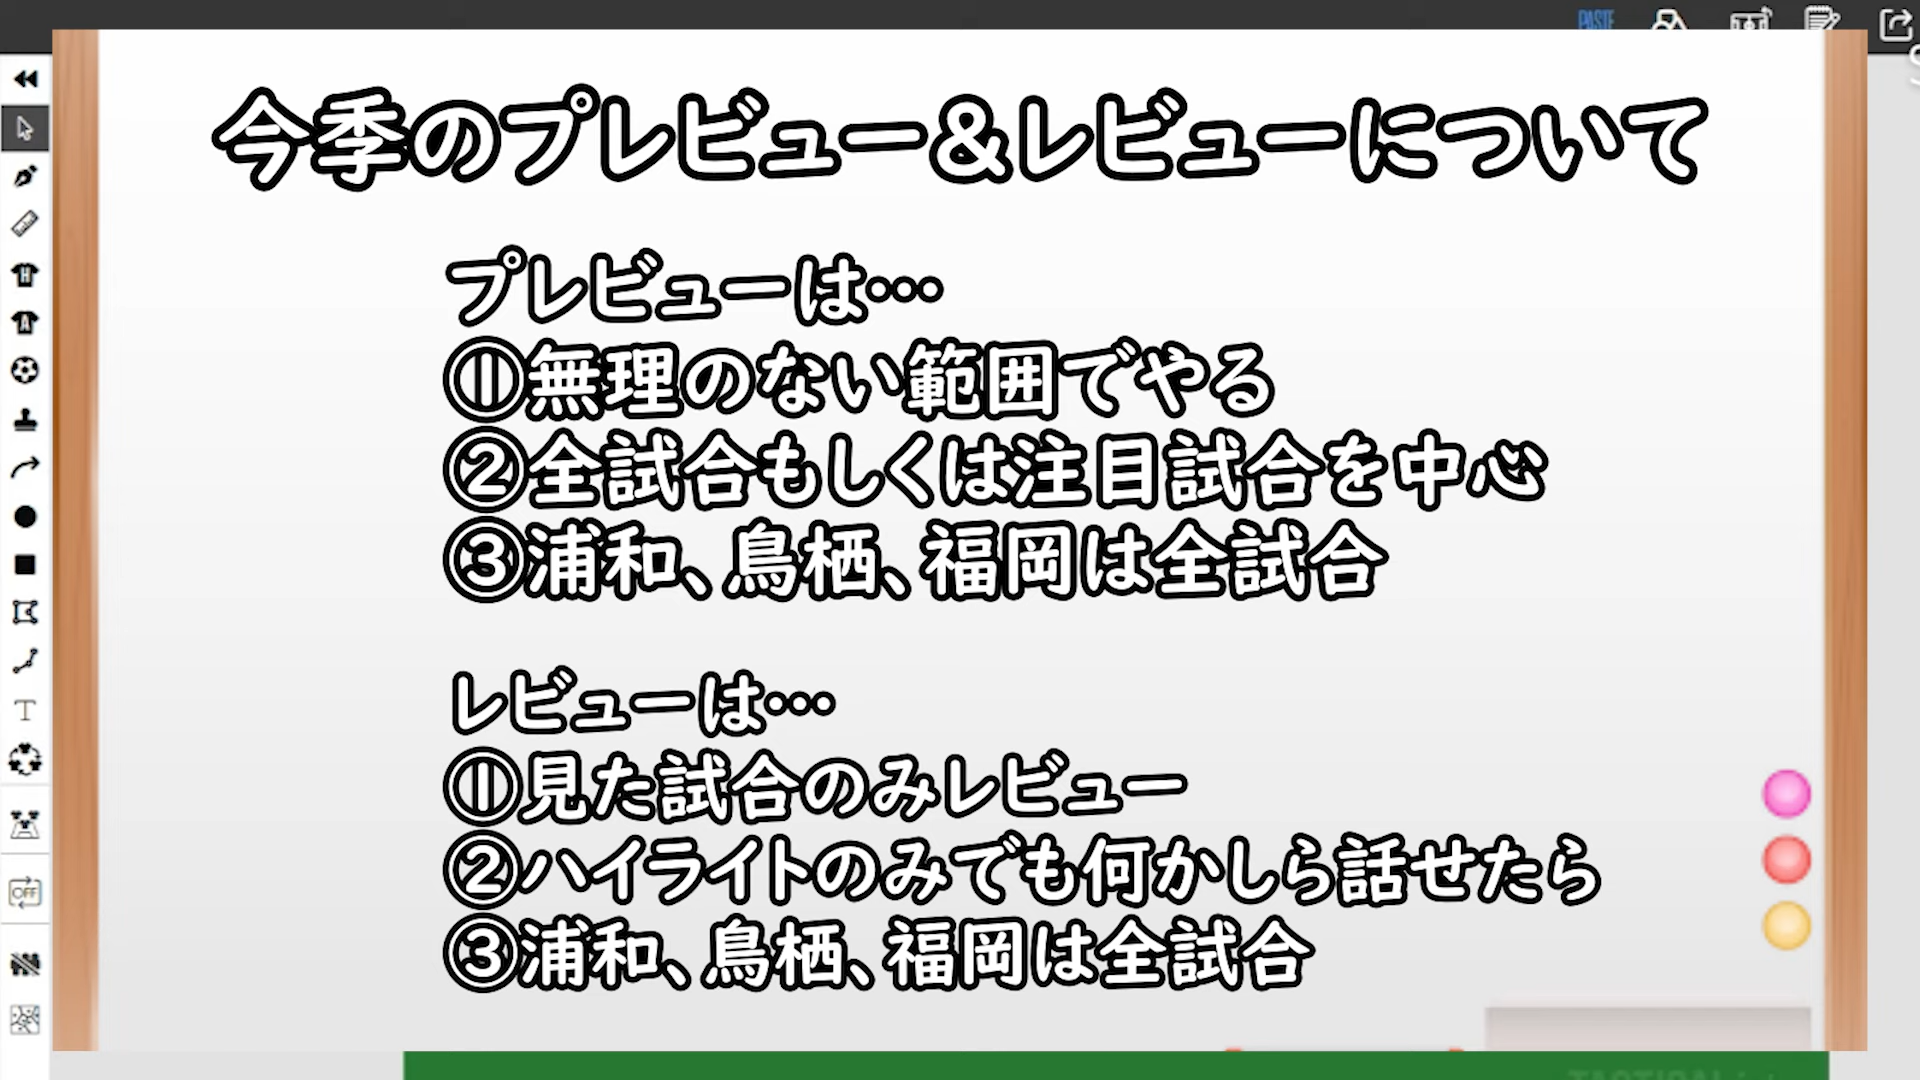 PASTE
今季のプレビュー&レビューについて
プレビューは…
①無理のない範囲でやる
②全試合もしくは注目試合を中心
③浦和、鳥栖、福岡は全試合
レビューは…
①見た試合のみレビュー
②ハイライトのみでも何かしら話せたら
③浦和、鳥栖、福岡は全試合
H
A
T
OFF